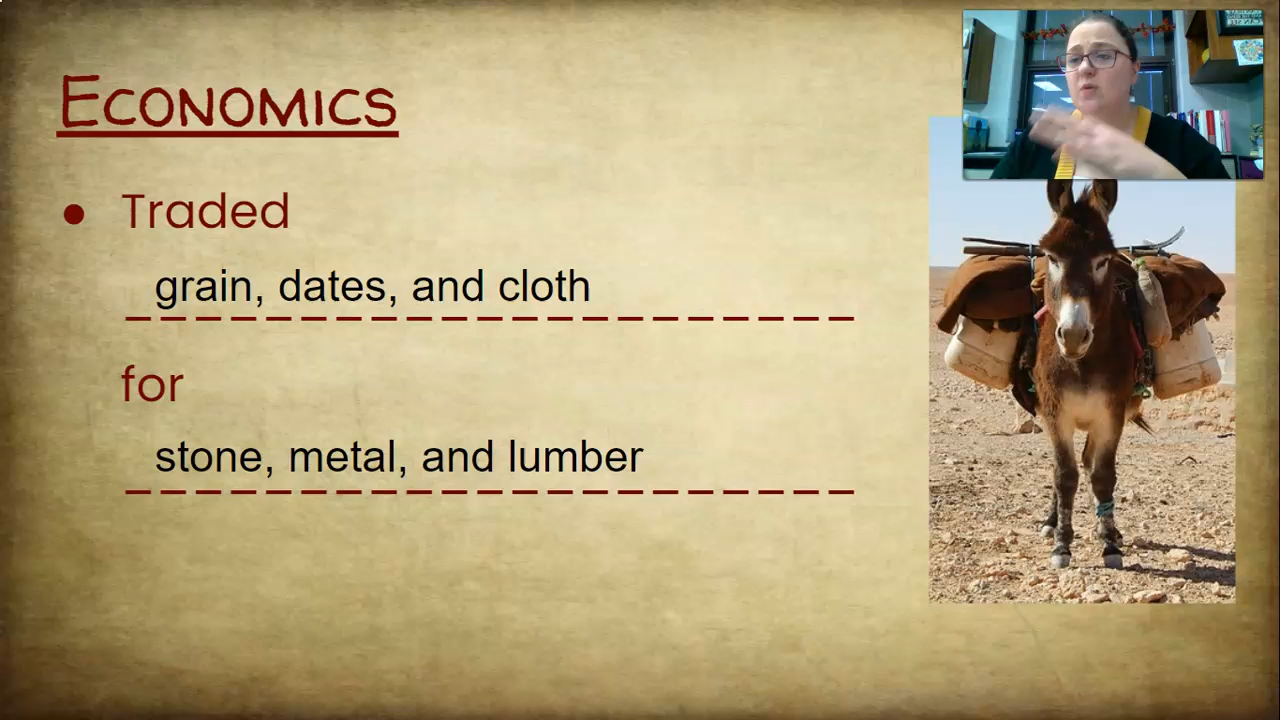 ECONOMICS
● Traded
grain, dates, and cloth
for
stone, metal, and lumber